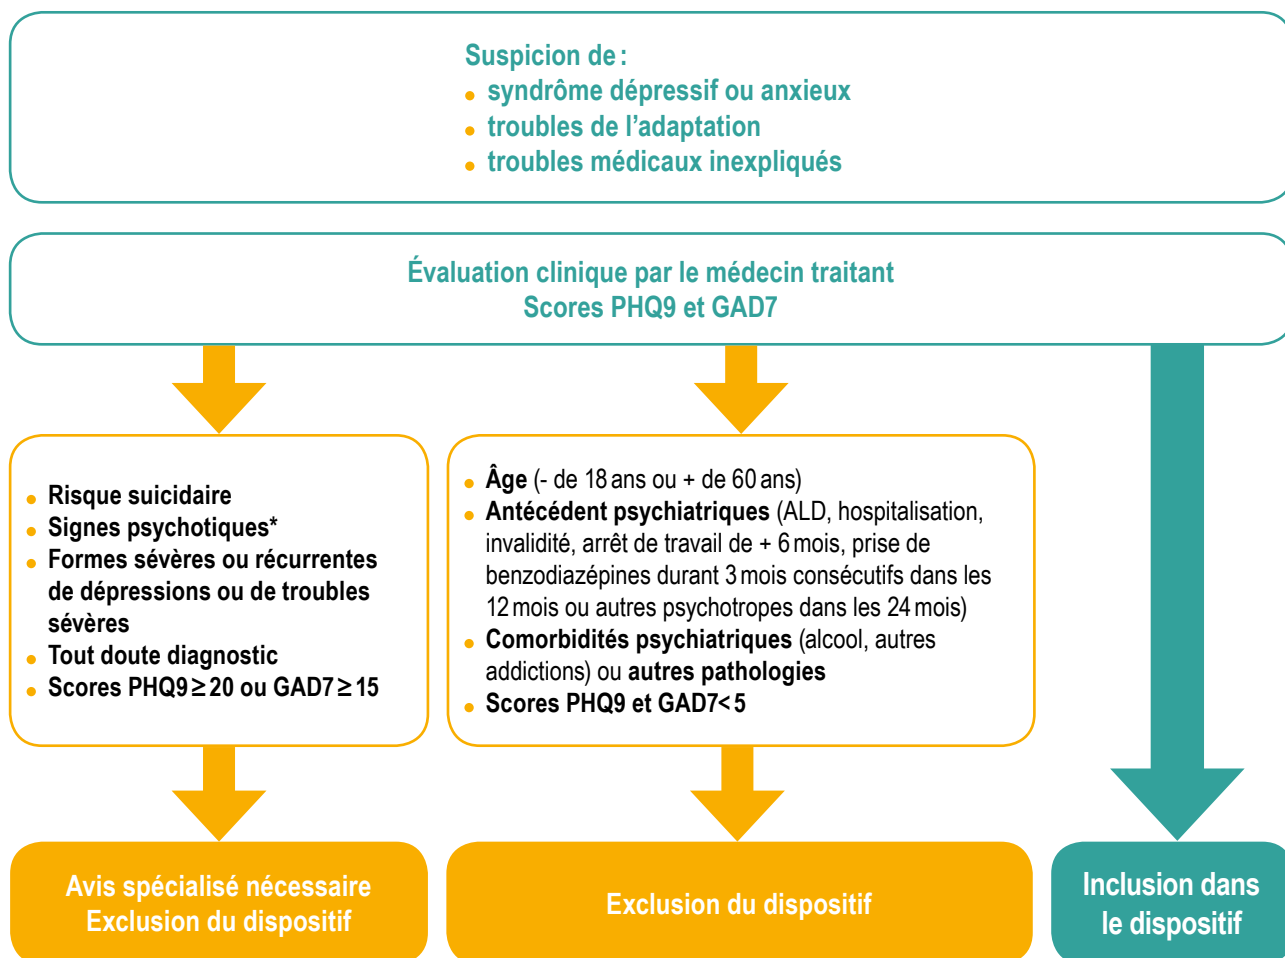 Suspicion de :
• syndrôme dépressif ou anxieux
• troubles de l’adaptation
• troubles médicaux inexpliqués
Évaluation clinique par le médecin traitant
Scores PHQ9 et GAD7
• Risque suicidaire
• Signes psychotiques*
• Formes sévères ou récurrentes
de dépressions ou de troubles
sévères
• Tout doute diagnostic
• Scores PHQ9 ≥ 20 ou GAD7 ≥ 15
• Âge (- de 18 ans ou + de 60 ans)
• Antécédent psychiatriques (ALD, hospitalisation,
invalidité, arrêt de travail de + 6 mois, prise de
benzodiazépines durant 3 mois consécutifs dans les
12 mois ou autres psychotropes dans les 24 mois)
• Comorbidités psychiatriques (alcool, autres
addictions) ou autres pathologies
• Scores PHQ9 et GAD7< 5
Avis spécialisé nécessaire
Exclusion du dispositif
Exclusion du dispositif
Inclusion dans
le dispositif